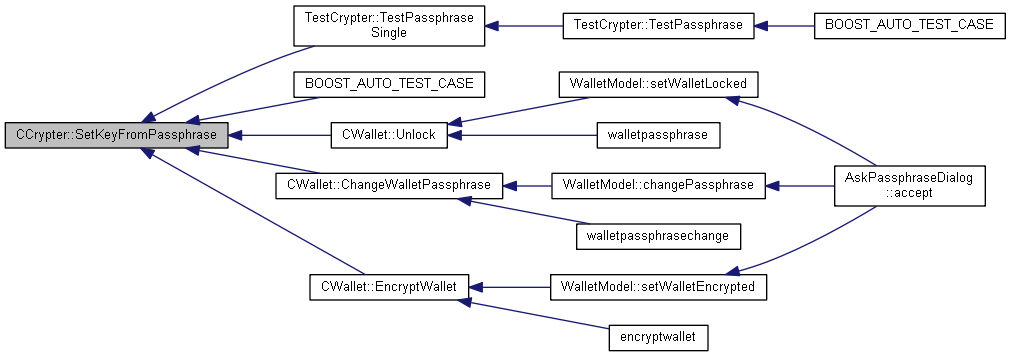 TestCrypter::TestPassphrase
Single
TestCrypter::TestPassphrase
BOOST_AUTO_TEST_CASE
BOOST_AUTO_TEST_CASE
WalletModel::setWalletLocked
CCrypter::SetKeyFromPassphrase
CWallet::Unlock
walletpassphrase
CWallet::ChangeWalletPassphrase
WalletModel::changePassphrase
AskPassphraseDialog
::accept
walletpassphrasechange
CWallet::EncryptWallet
WalletModel::setWalletEncrypted
encryptwallet